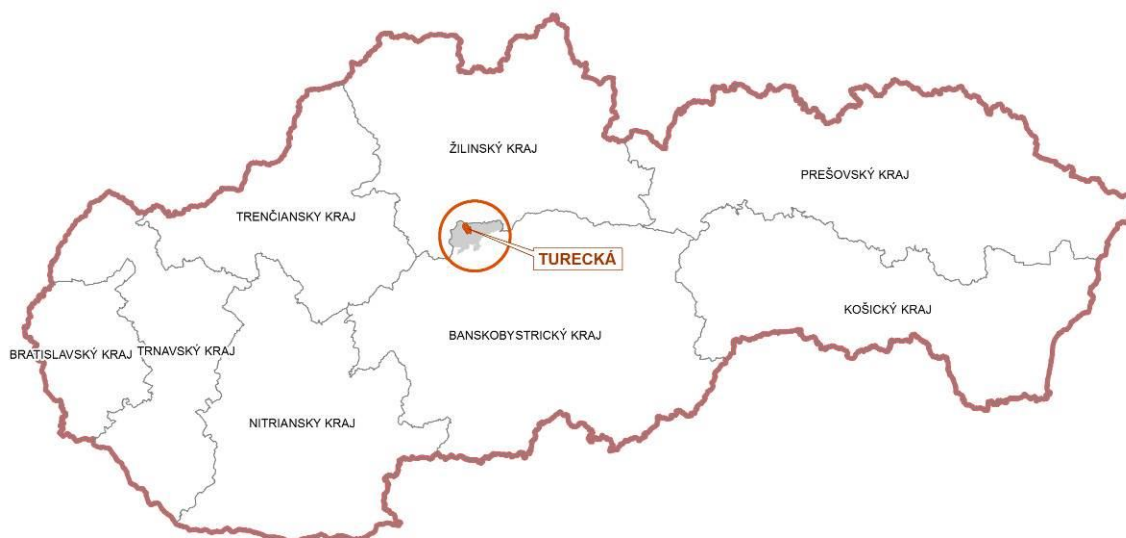 ŽILINSKÝ KRAJ
PREŠOVSKÝ KRAJ
TRENČIANSKY KRAJ
TURECKÁ
KOŠICKÝ KRAJ
BANSKOBYSTRICKÝ KRAJ
BRATISLAVSKÝ KRAJ
TRNAVSKÝ KRAJ
NITRIANSKY KRAJ